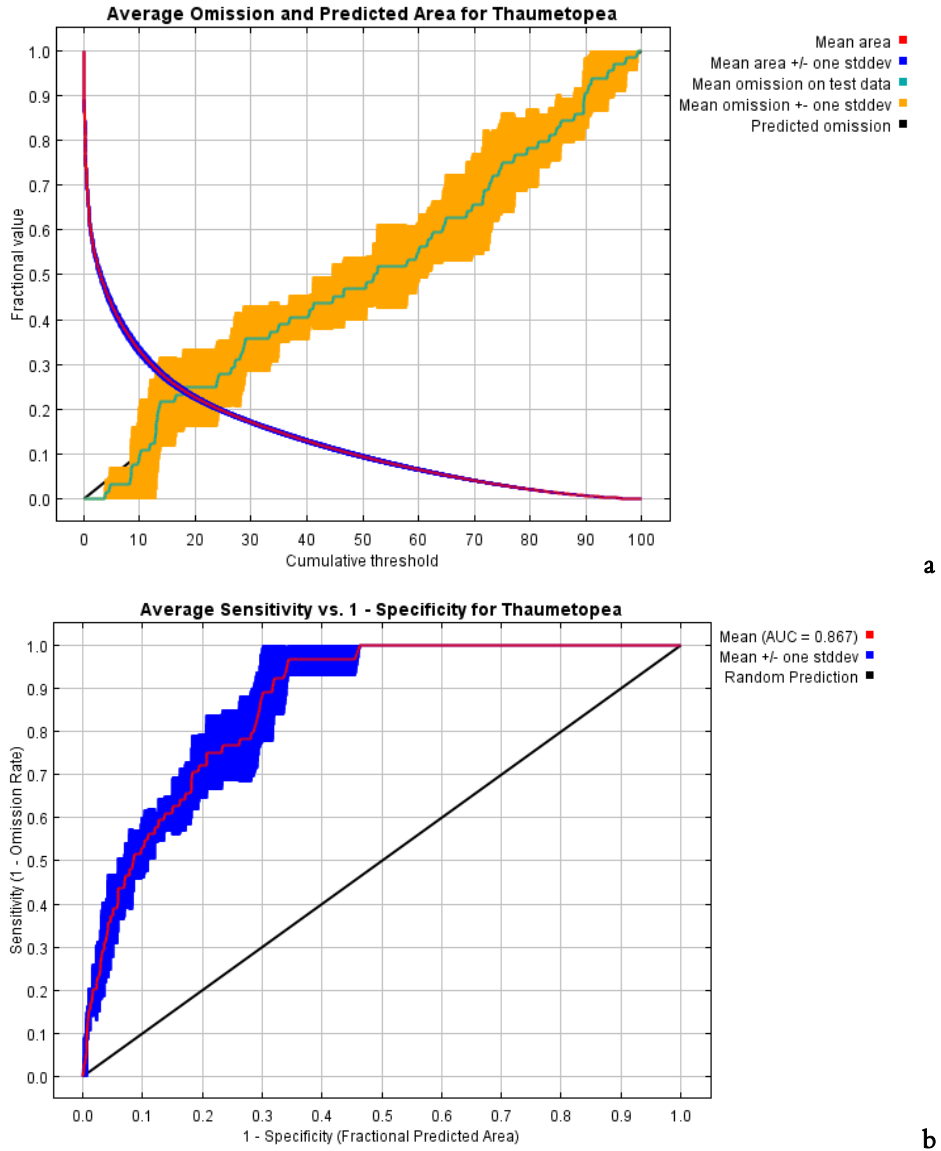 Average Omission and Predicted Area for Thaumetopea
Mean area
Mean area +/- one stddev
Mean omission on test data
Mean omission +- one stddev
Predicted omission
Fractional value
1.0
0.9
0.8
0.7
0.6
0.5
0.4
0.3
0.2
0.1
0.0
0 10 20 30 40 50 60 70 80 90 100
Cumulative threshold
a
Average Sensitivity vs. 1 - Specificity for Thaumetopea
Mean (AUC = 0.867)
Mean +/- one stddev
Random Prediction
Sensitivity (1 - Omission Rate)
1.0
0.9
0.8
0.7
0.6
0.5
0.4
0.3
0.2
0.1
0.0
0.0 0.1 0.2 0.3 0.4 0.5 0.6 0.7 0.8 0.9 1.0
1 - Specificity (Fractional Predicted Area)
b